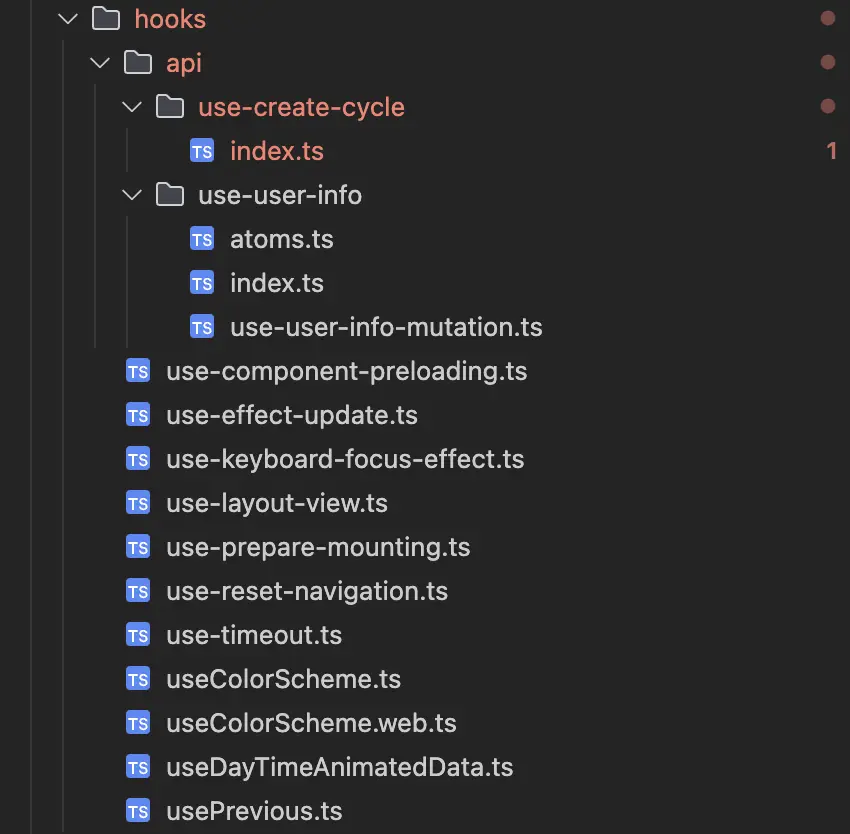 hooks
api
use-create-cycle
TS index.ts 1
use-user-info
TS atoms.ts
TS index.ts
TS use-user-info-mutation.ts
TS use-component-preloading.ts
TS use-effect-update.ts
TS use-keyboard-focus-effect.ts
TS use-layout-view.ts
TS use-prepare-mounting.ts
TS use-reset-navigation.ts
TS use-timeout.ts
TS useColorScheme.ts
TS useColorScheme.web.ts
TS useDayTimeAnimatedData.ts
TS usePrevious.ts